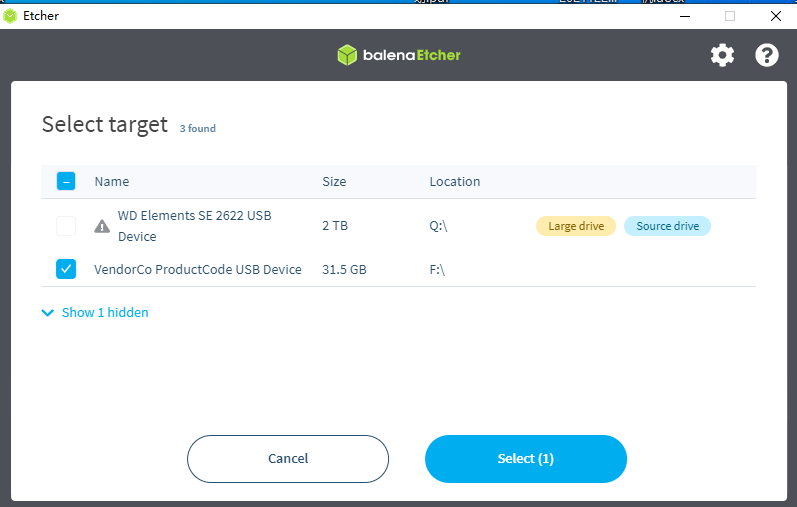 Etcher
balenaEtcher
Select target 3 found
Name Size Location
WD Elements SE 2622 USB
Device
2 TB Q:\ Large drive Source drive
VendorCo ProductCode USB Device 31.5 GB F:\
Show 1 hidden
Cancel Select (1)